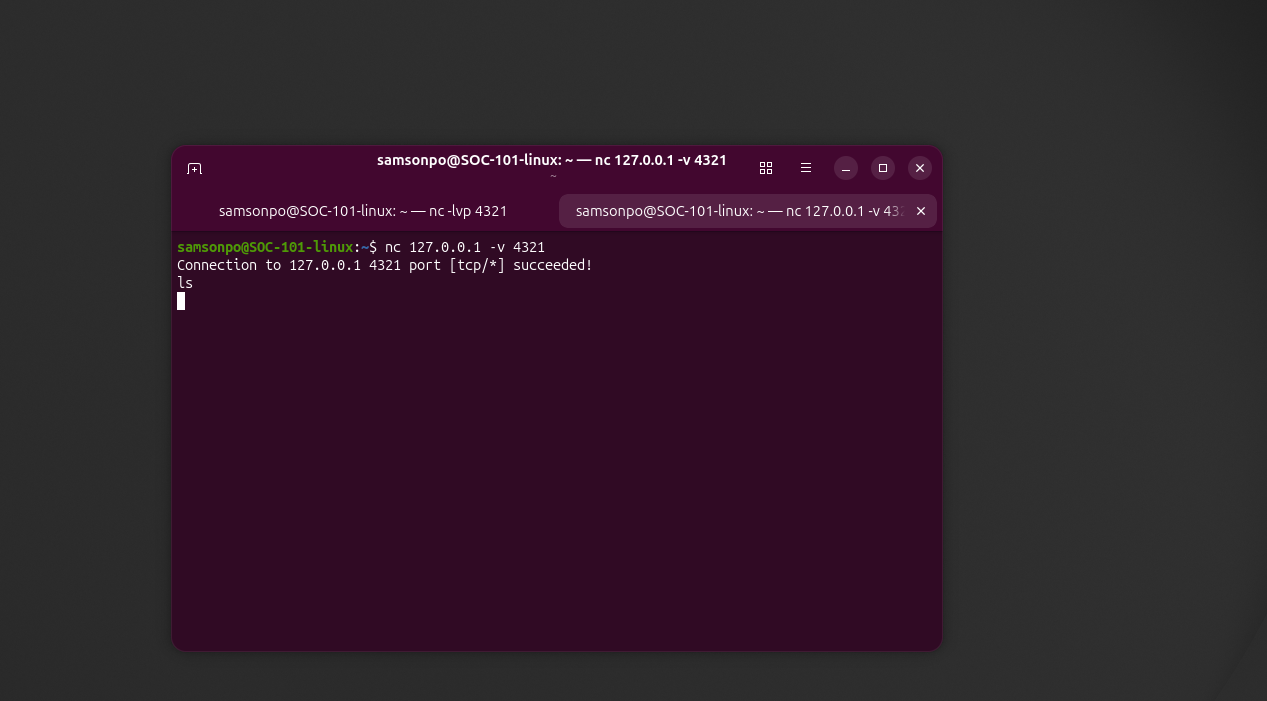 samsonpo@SOC-101-linux: ~ — nc 127.0.0.1 -v 4321
~
samsonpo@SOC-101-linux: ~ — nc -lvp 4321
samsonpo@SOC-101-linux: ~ — nc 127.0.0.1 -v 432
samsonpo@SOC-101-linux:~$ nc 127.0.0.1 -v 4321
Connection to 127.0.0.1 4321 port [tcp/*] succeeded!
ls